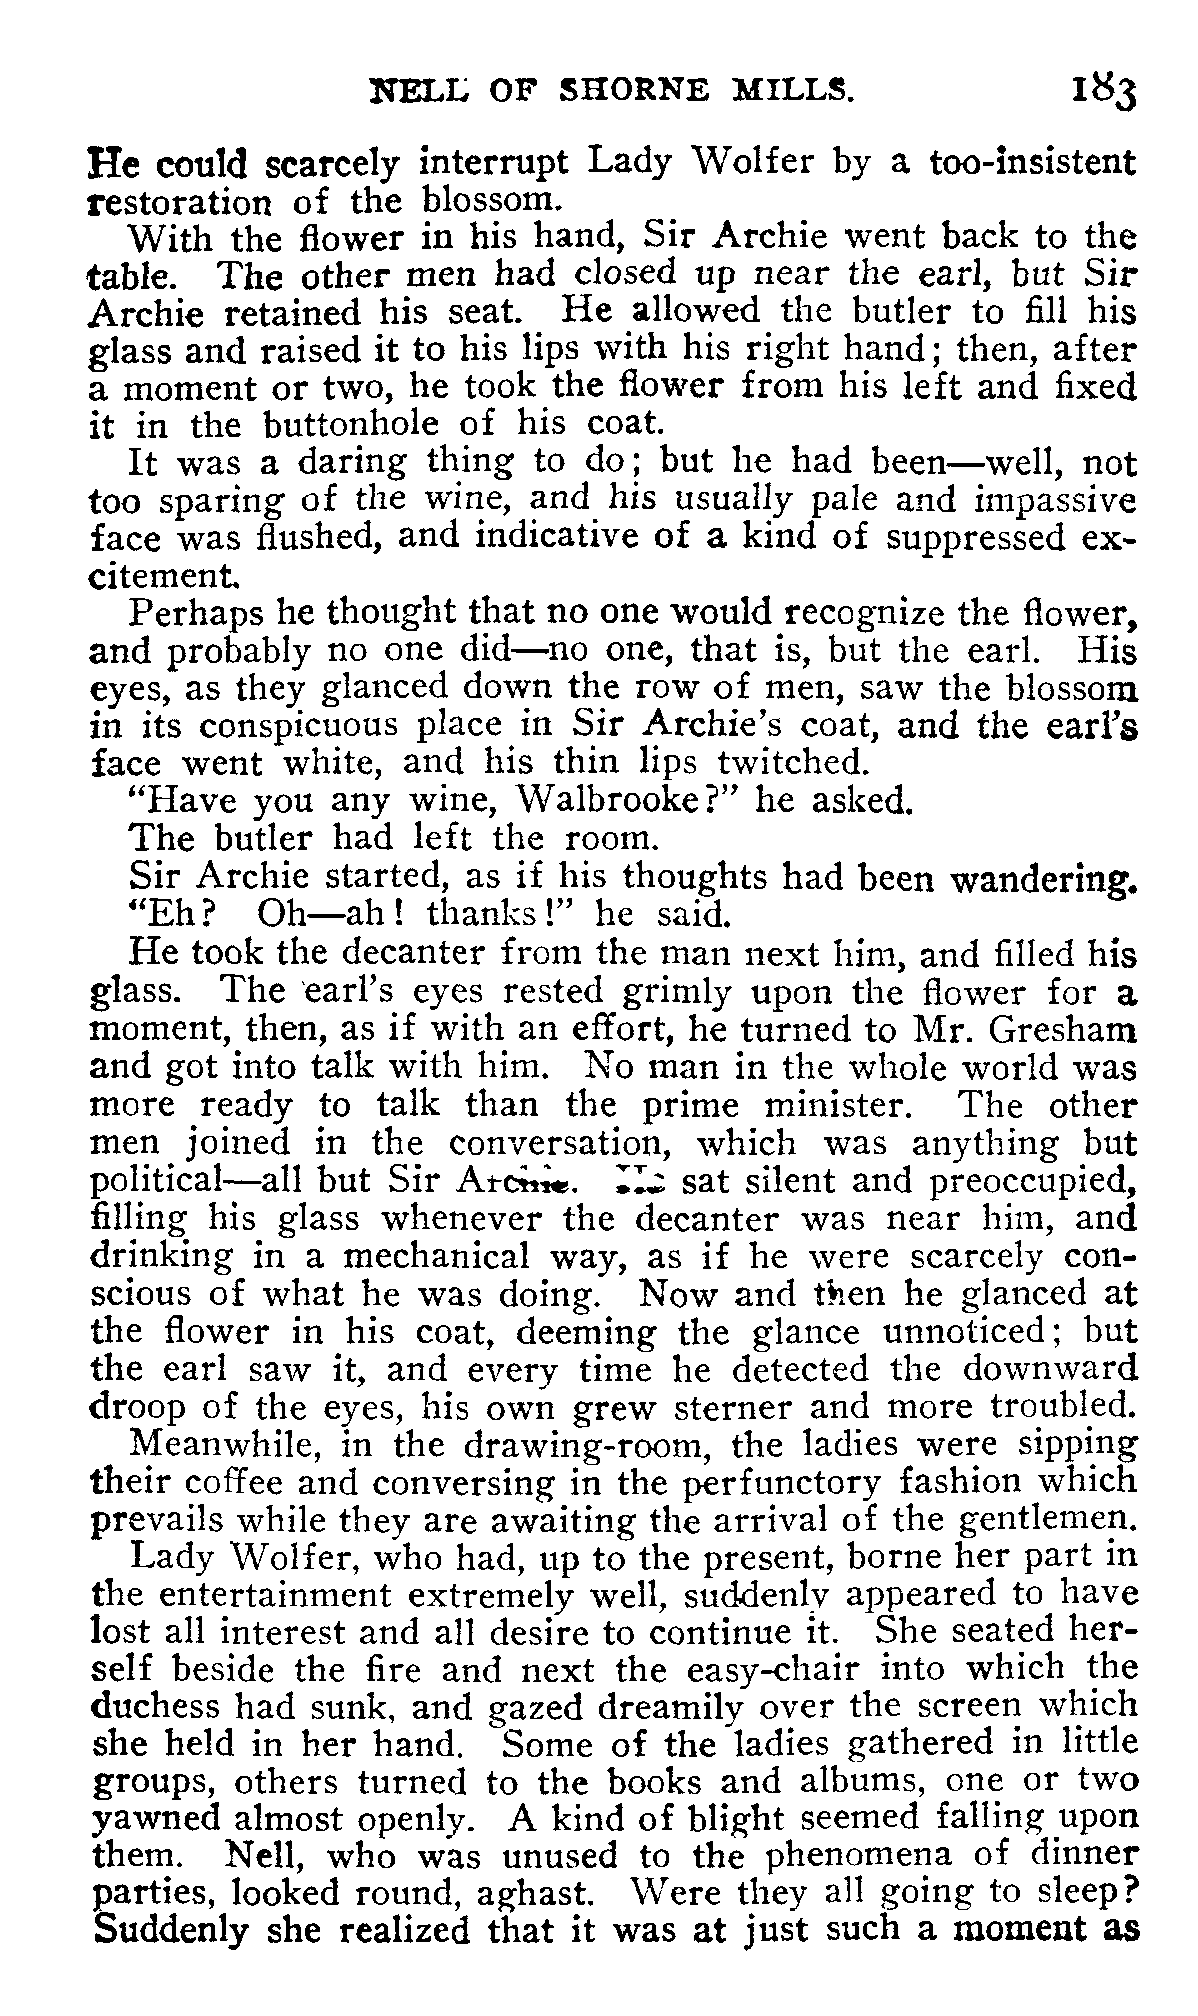 NELL OF SHORNE MILLS. 183
He could scarcely interrupt Lady Wolfer by a too-insistent
restoration of the blossom.
With the flower in his hand, Sir Archie went back to the
table. The other men had closed up near the earl, but Sir
Archie retained his seat. He allowed the butler to fill his
glass and raised it to his lips with his right hand; then, after
a moment or two, he took the flower from his left and fixed
it in the buttonhole of his coat.
It was a daring thing to do; but he had been—well, not
too sparing of the wine, and his usually pale and impassive
face was flushed, and indicative of a kind of suppressed ex-
citement.
Perhaps he thought that no one would recognize the flower,
and probably no one did—no one, that is, but the earl. His
eyes, as they glanced down the row of men, saw the blossom
in its conspicuous place in Sir Archie's coat, and the earl's
face went white, and his thin lips twitched.
"Have you any wine, Walbrooke?" he asked.
The butler had left the room.
Sir Archie started, as if his thoughts had been wandering.
"Eh? Oh—ah! thanks!" he said.
He took the decanter from the man next him, and filled his
glass. The earl's eyes rested grimly upon the flower for a
moment, then, as if with an effort, he turned to Mr. Gresham
and got into talk with him. No man in the whole world was
more ready to talk than the prime minister. The other
men joined in the conversation, which was anything but
political—all but Sir Archie. He sat silent and preoccupied,
filling his glass whenever the decanter was near him, and
drinking in a mechanical way, as if he were scarcely con-
scious of what he was doing. Now and then he glanced at
the flower in his coat, deeming the glance unnoticed; but
the earl saw it, and every time he detected the downward
droop of the eyes, his own grew sterner and more troubled.
Meanwhile, in the drawing-room, the ladies were sipping
their coffee and conversing in the perfunctory fashion which
prevails while they are awaiting the arrival of the gentlemen.
Lady Wolfer, who had, up to the present, borne her part in
the entertainment extremely well, suddenly appeared to have
lost all interest and all desire to continue it. She seated her-
self beside the fire and next the easy-chair into which the
duchess had sunk, and gazed dreamily over the screen which
she held in her hand. Some of the ladies gathered in little
groups, others turned to the books and albums, one or two
yawned almost openly. A kind of blight seemed falling upon
them. Nell, who was unused to the phenomena of dinner
parties, looked round, aghast. Were they all going to sleep?
Suddenly she realized that it was at just such a moment as